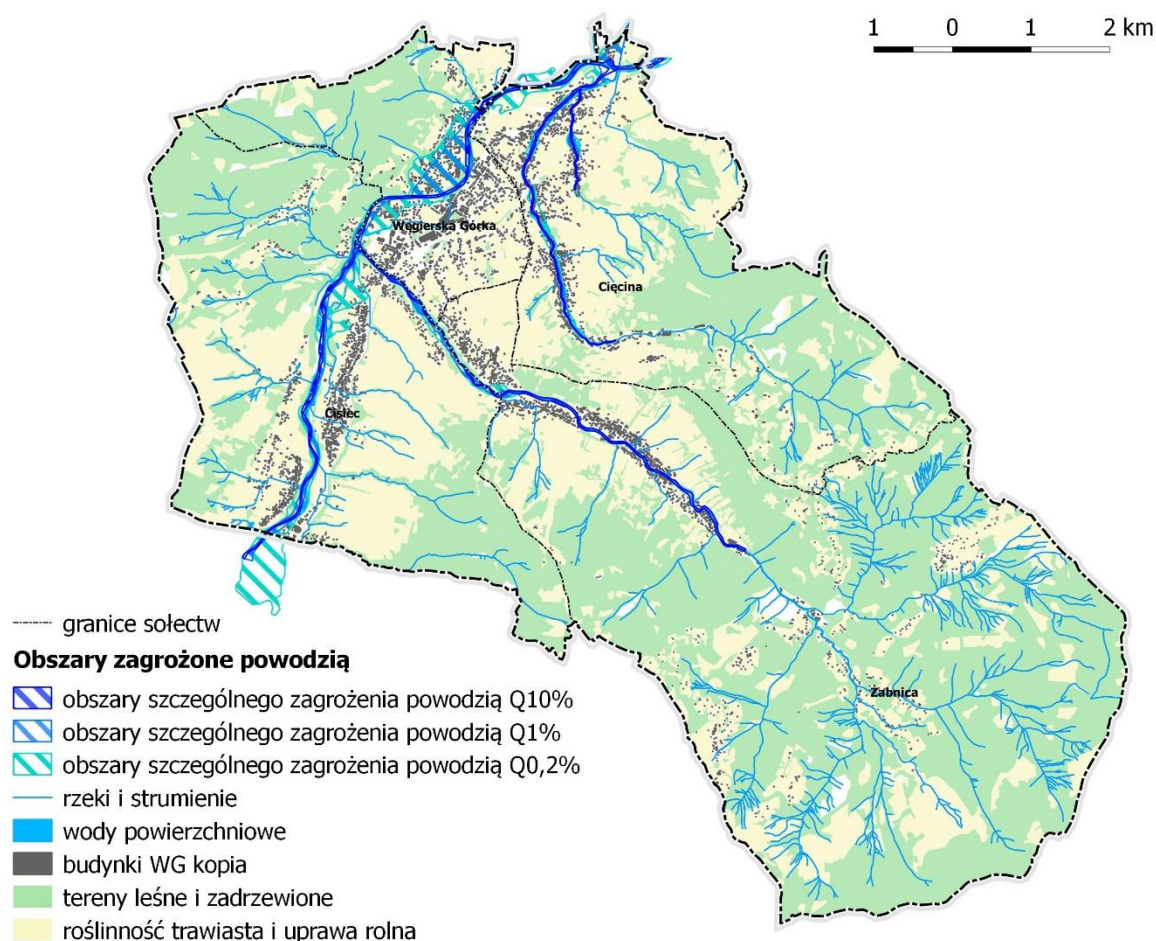 1 0 1 2 km
Węgierska Górka
Cięcina
Cisiec
Żabnica
granice sołectw
Obszary zagrożone powodzią
obszary szczególnego zagrożenia powodzią Q10%
obszary szczególnego zagrożenia powodzią Q1%
obszary szczególnego zagrożenia powodzią Q0,2%
rzeki i strumienie
wody powierzchniowe
budynki WG kopia
tereny leśne i zadrzewione
roślinność trawiasta i uprawa rolna